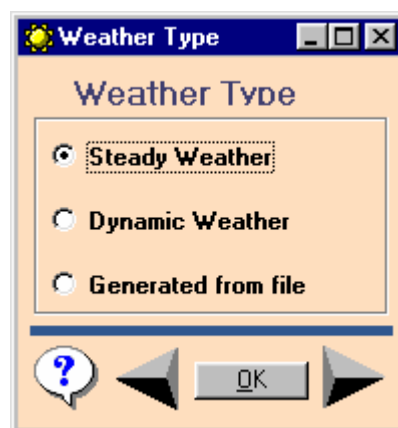 Weather Type
Weather Type
Steady Weather
Dynamic Weather
Generated from file
?
OK